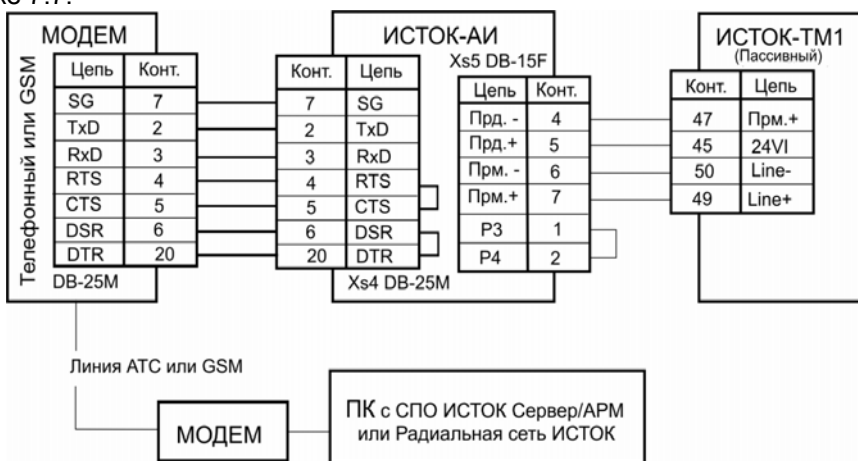 7.7.
МОДЕМ
Телефонный или GSM
Цепь Конт.
SG 7
TxD 2
RxD 3
RTS 4
CTS 5
DSR 6
DTR 20
DB-25M
ИСТОК-АИ
Конт. Цепь
7 SG
2 TxD
3 RxD
4 RTS
5 CTS
6 DSR
20 DTR
Xs4 DB-25M
Xs5 DB-15F
Цепь Конт.
Прд. - 4
Прд.+ 5
Прм. - 6
Прм.+ 7
P3 1
P4 2
ИСТОК-ТМ1
(Пассивный)
Конт. Цепь
47 Прм.+
45 24VI
50 Line-
49 Line+
Линия АТС или GSM
МОДЕМ
ПК с СПО ИСТОК Сервер/АРМ
или Радиальная сеть ИСТОК